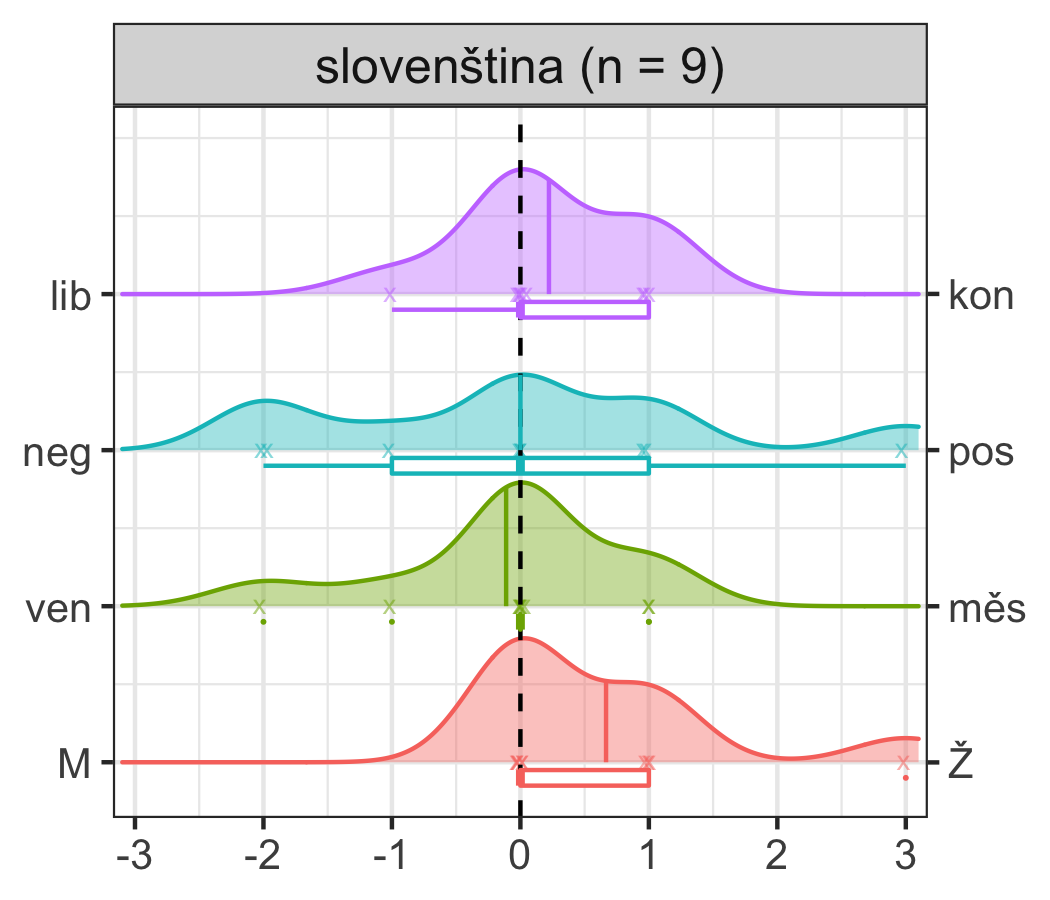 slovenština (n = 9)
lib kon
neg pos
ven měs
M Ž
-3 -2 -1 0 1 2 3